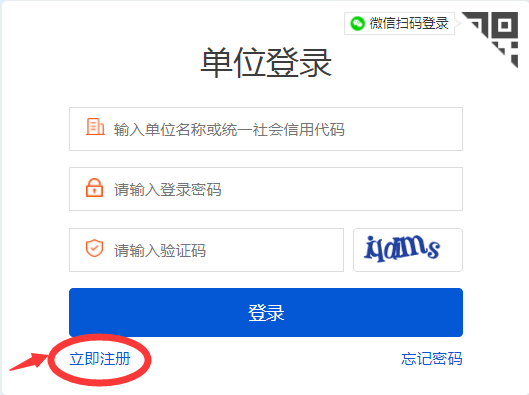 微信扫码登录
单位登录
输入单位名称或统一社会信用代码
请输入登录密码
请输入验证码
登录
立即注册
忘记密码